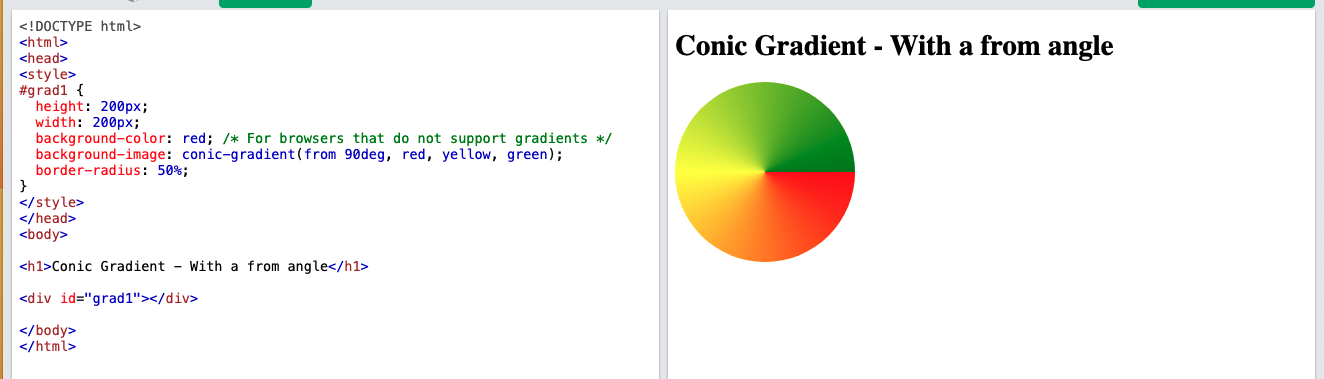 <!DOCTYPE html>
<html>
<head>
<style>
#grad1 {
  height: 200px;
  width: 200px;
  background-color: red; /* For browsers that do not support gradients */
  background-image: conic-gradient(from 90deg, red, yellow, green);
  border-radius: 50%;
}
</style>
</head>
<body>

<h1>Conic Gradient - With a from angle</h1>

<div id="grad1"></div>

</body>
</html>
Conic Gradient - With a from angle